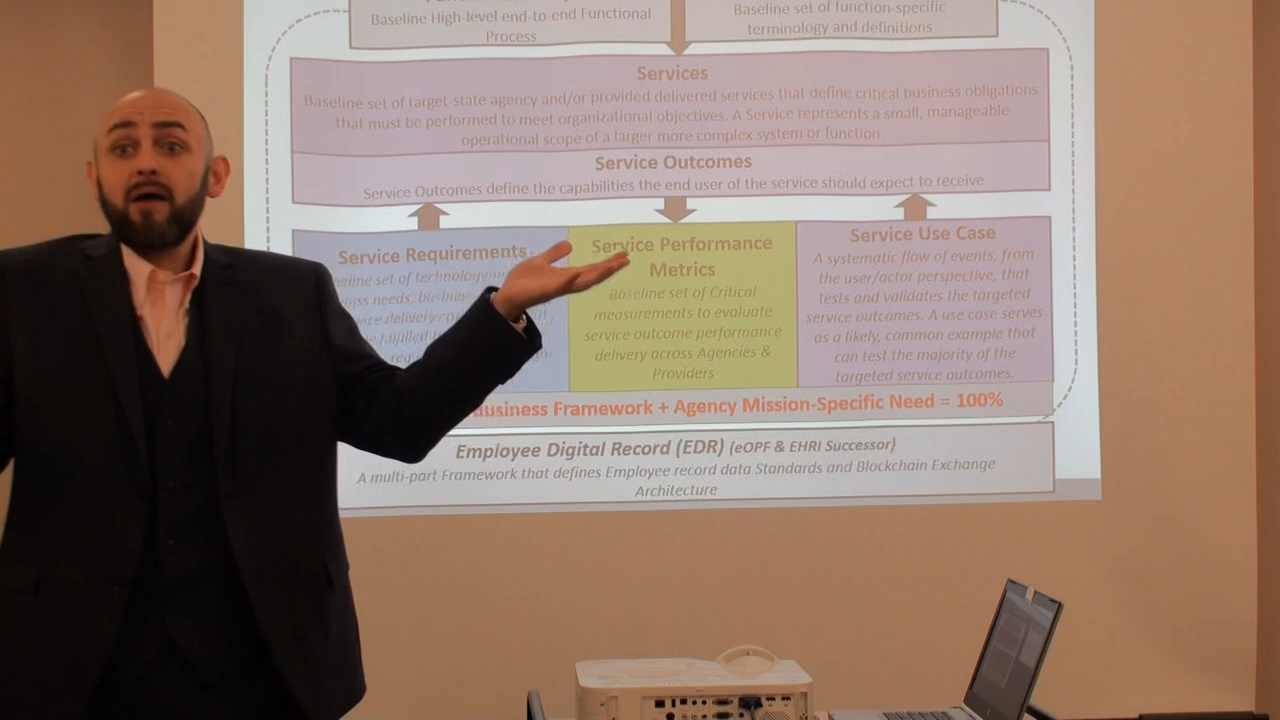 Baseline High-level end-to-end Functional
Process
Baseline set of function-specific
terminology and definitions
Services
Baseline set of target-state agency and/or provided delivered services that define critical business obligations
that must be performed to meet organizational objectives. A Service represents a small, manageable
operational scope of a larger more complex system or function
Service Outcomes
Service Outcomes define the capabilities the end user of the service should expect to receive
Service Requirements
set of technology
needs,
Service Performance
Metrics
Baseline set of Critical
measurements to evaluate
service outcome performance
delivery across Agencies &
Providers
Service Use Case
A systematic flow of events, from
the user/actor perspective, that
tests and validates the targeted
service outcomes. A use case serves
as a likely, common example that
can test the majority of the
targeted service outcomes.
Business Framework + Agency Mission-Specific Need = 100%
Employee Digital Record (EDR) (eOPF & EHRI Successor)
A multi-part Framework that defines Employee record data Standards and Blockchain Exchange
Architecture